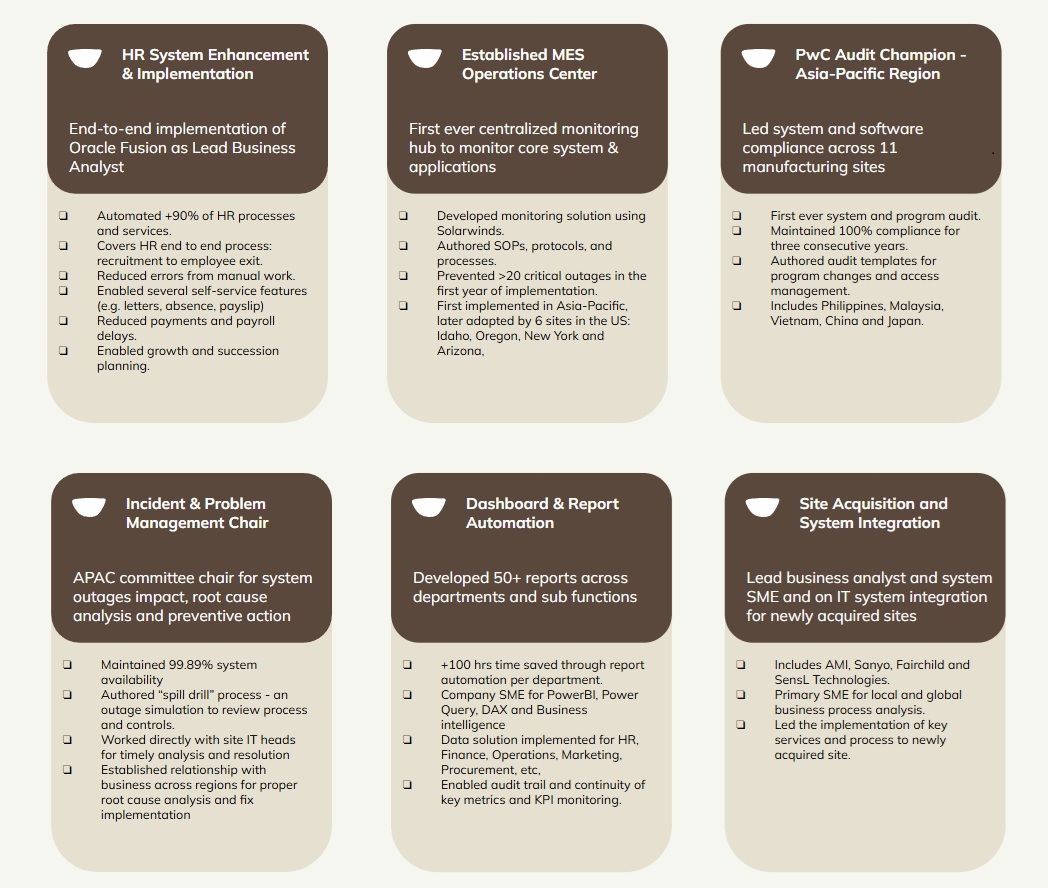 HR System Enhancement
& Implementation
End-to-end implementation of
Oracle Fusion as Lead Business
Analyst
❏ Automated +90% of HR processes
and services.
❏ Covers HR end to end process:
recruitment to employee exit.
❏ Reduced errors from manual work.
❏ Enabled several self-service features
(e.g. letters, absence, payslip)
❏ Reduced payments and payroll
delays.
❏ Enabled growth and succession
planning.
Established MES
Operations Center
First ever centralized monitoring
hub to monitor core system &
applications
❏ Developed monitoring solution using
Solarwinds.
❏ Authored SOPs, protocols, and
processes.
❏ Prevented >20 critical outages in the
first year of implementation.
❏ First implemented in Asia-Pacific,
later adapted by 6 sites in the US:
Idaho, Oregon, New York and
Arizona,
PwC Audit Champion -
Asia-Pacific Region
Led system and software
compliance across 11
manufacturing sites
❏ First ever system and program audit.
❏ Maintained 100% compliance for
three consecutive years.
❏ Authored audit templates for
program changes and access
management.
❏ Includes Philippines, Malaysia,
Vietnam, China and Japan.
Incident & Problem
Management Chair
APAC committee chair for system
outages impact, root cause
analysis and preventive action
❏ Maintained 99.89% system
availability
❏ Authored “spill drill” process - an
outage simulation to review process
and controls.
❏ Worked directly with site IT heads
for timely analysis and resolution
❏ Established relationship with
business across regions for proper
root cause analysis and fix
implementation
Dashboard & Report
Automation
Developed 50+ reports across
departments and sub functions
❏ +100 hrs time saved through report
automation per department.
❏ Company SME for PowerBI, Power
Query, DAX and Business
intelligence
❏ Data solution implemented for HR,
Finance, Operations, Marketing,
Procurement, etc,
❏ Enabled audit trail and continuity of
key metrics and KPI monitoring.
Site Acquisition and
System Integration
Lead business analyst and system
SME and on IT system integration
for newly acquired sites
❏ Includes AMI, Sanyo, Fairchild and
SensL Technologies.
❏ Primary SME for local and global
business process analysis.
❏ Led the implementation of key
services and process to newly
acquired site.